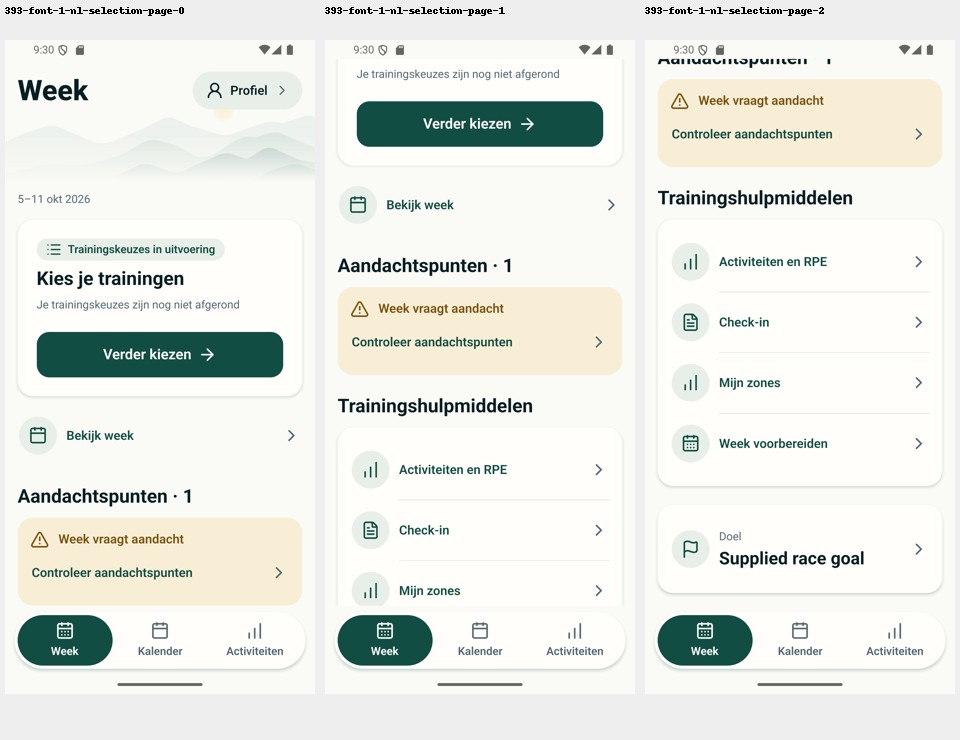 393-font-1-nl-selection-page-0
9:30
Week
Profiel
5–11 okt 2026
Trainingskeuzes in uitvoering
Kies je trainingen
Je trainingskeuzes zijn nog niet afgerond
Verder kiezen
Bekijk week
Aandachtspunten · 1
Week vraagt aandacht
Controleer aandachtspunten
Week
Kalender
Activiteiten
393-font-1-nl-selection-page-1
9:30
Je trainingskeuzes zijn nog niet afgerond
Verder kiezen
Bekijk week
Aandachtspunten · 1
Week vraagt aandacht
Controleer aandachtspunten
Trainingshulpmiddelen
Activiteiten en RPE
Check-in
Mijn zones
Week
Kalender
Activiteiten
393-font-1-nl-selection-page-2
9:30
Aandachtspunten · 1
Week vraagt aandacht
Controleer aandachtspunten
Trainingshulpmiddelen
Activiteiten en RPE
Check-in
Mijn zones
Week voorbereiden
Doel
Supplied race goal
Week
Kalender
Activiteiten